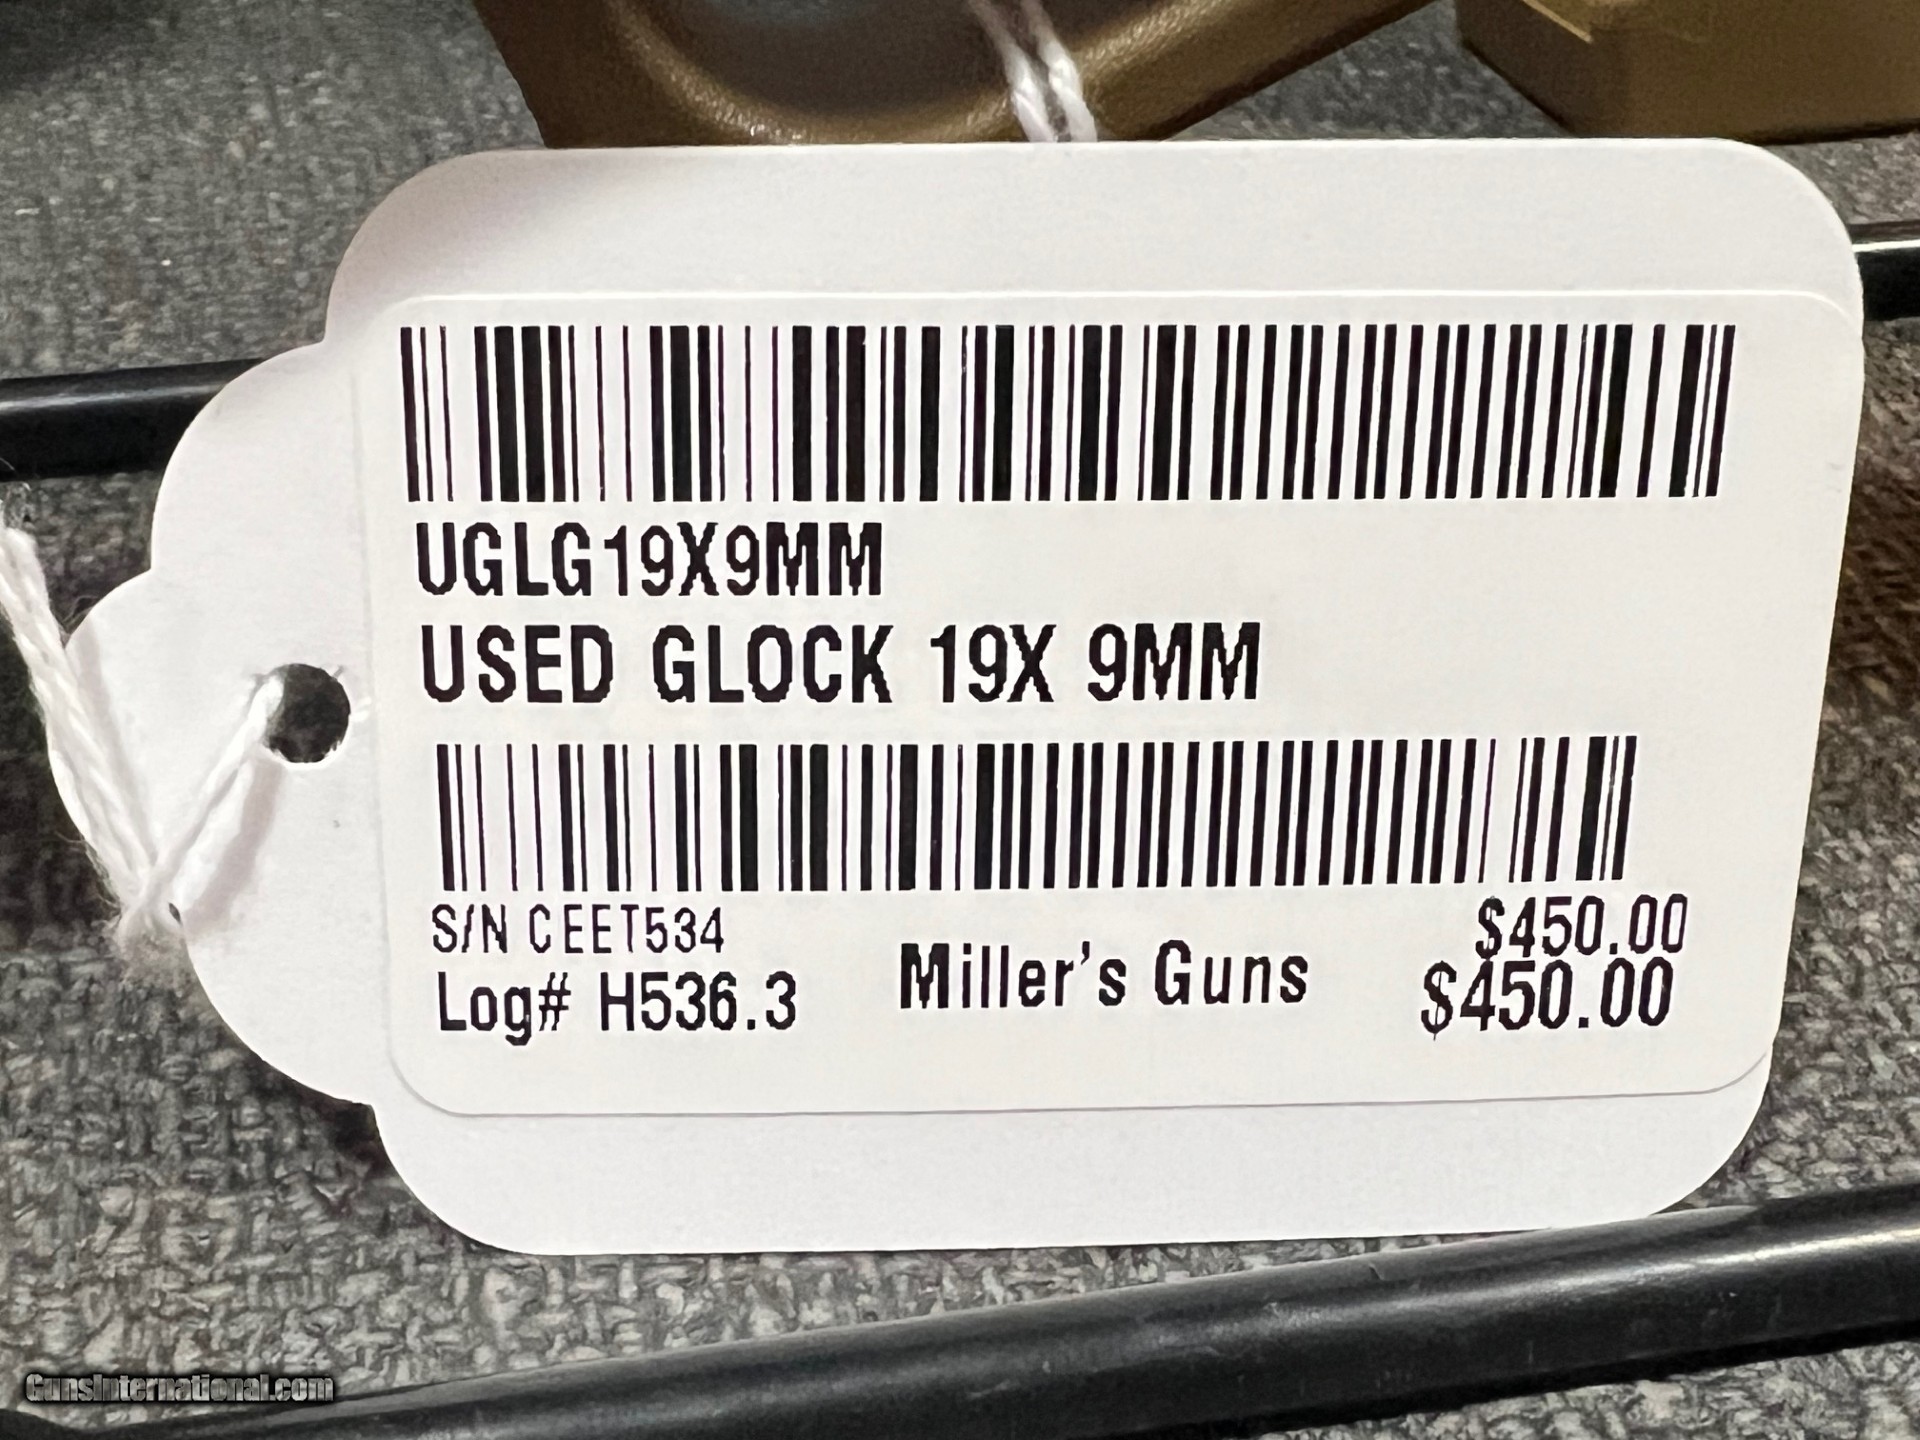 UGLG19X9MM
USED GLOCK 19X 9MM
S/N CEET534
$450.00
Log# H536.3
Miller's Guns
$450.00
GunsInternational.com